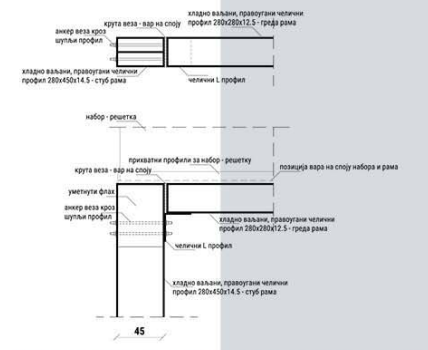 крута веза - вар на споју
хладно ваљани, правоугани челични
профил 280x280x12.5 - греда рама
анкер веза кроз
шупљи профил
хладно ваљани, правоугани челични
профил 280x450x14.5 - стуб рама
челични L профил
набор - решетка
прихватни профили за набор - решетку
крута веза - вар на споју
позиција вара на споју набора и рама
уметнути флах
анкер веза кроз
шупљи профил
хладно ваљани, правоугани челични
профил 280x280x12.5 - греда рама
челични L профил
хладно ваљани, правоугани челични
профил 280x450x14.5 - стуб рама
45